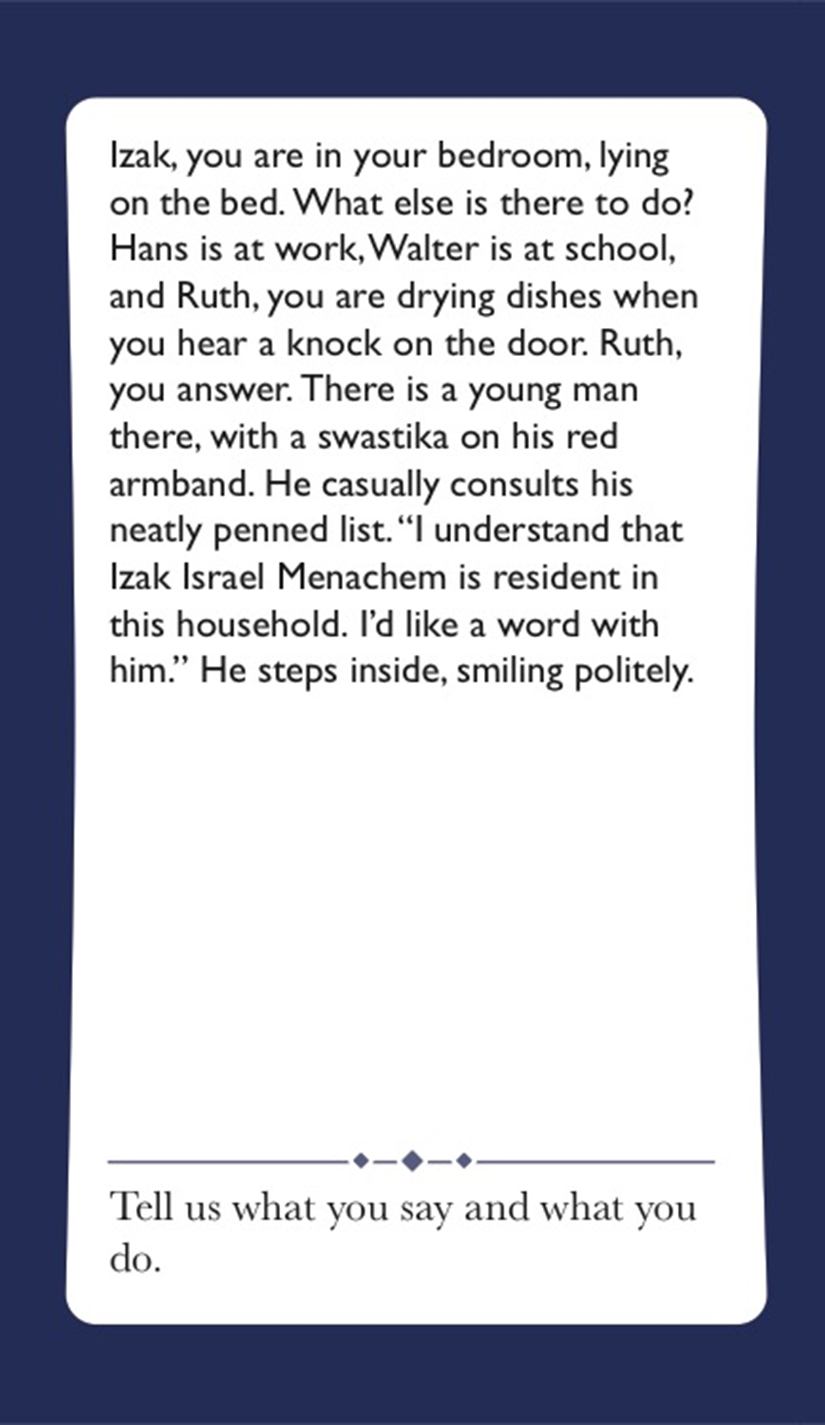 Izak, you are in your bedroom, lying
on the bed. What else is there to do?
Hans is at work, Walter is at school,
and Ruth, you are drying dishes when
you hear a knock on the door. Ruth,
you answer. There is a young man
there, with a swastika on his red
armband. He casually consults his
neatly penned list. “I understand that
Izak Israel Menachem is resident in
this household. I’d like a word with
him.” He steps inside, smiling politely.
Tell us what you say and what you
do.